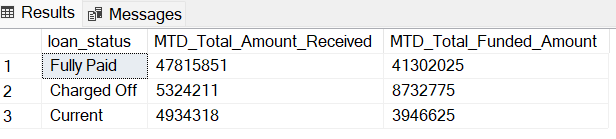 Results Messages
loan_status MTD_Total_Amount_Received MTD_Total_Funded_Amount
1 Fully Paid 47815851 41302025
2 Charged Off 5324211 8732775
3 Current 4934318 3946625